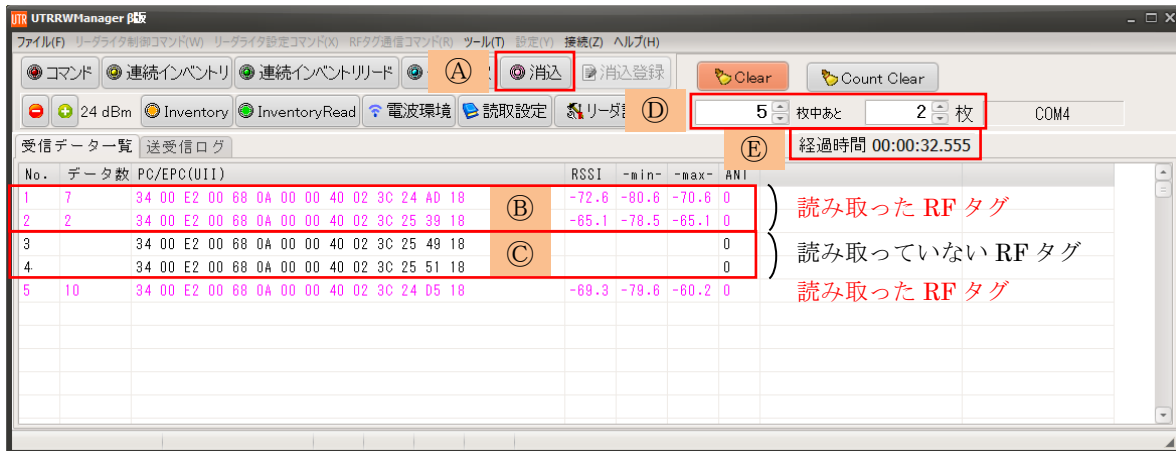 UTR UTRRWManager β版
ファイル(F) リーダライタ制御コマンド(W) リーダライタ設定コマンド(X) RFタグ通信コマンド(R) ツール(T) 設定(Y) 接続(Z) ヘルプ(H)
コマンド 連続インベントリ 連続インベントリリード Ⓐ 消込 消込登録 Clear Count Clear
24 dBm Inventory InventoryRead 電波環境 読取設定 リーダ Ⓓ 5 枚中あと 2 枚 COM4
受信データ一覧 送受信ログ Ⓔ 経過時間 00:00:32.555
No. データ数 PC/EPC(UII) RSSI -min- -max- ANT
1 7 34 00 E2 00 68 0A 00 00 40 02 3C 24 AD 18 Ⓑ -72.6 -80.6 -70.6 0 読み取った RF タグ
2 2 34 00 E2 00 68 0A 00 00 40 02 3C 25 39 18 -65.1 -78.5 -65.1 0
3 34 00 E2 00 68 0A 00 00 40 02 3C 25 49 18 Ⓒ 0 読み取っていない RF タグ
4 34 00 E2 00 68 0A 00 00 40 02 3C 25 51 18 0
5 10 34 00 E2 00 68 0A 00 00 40 02 3C 24 D5 18 -69.3 -79.6 -60.2 0 読み取った RF タグ